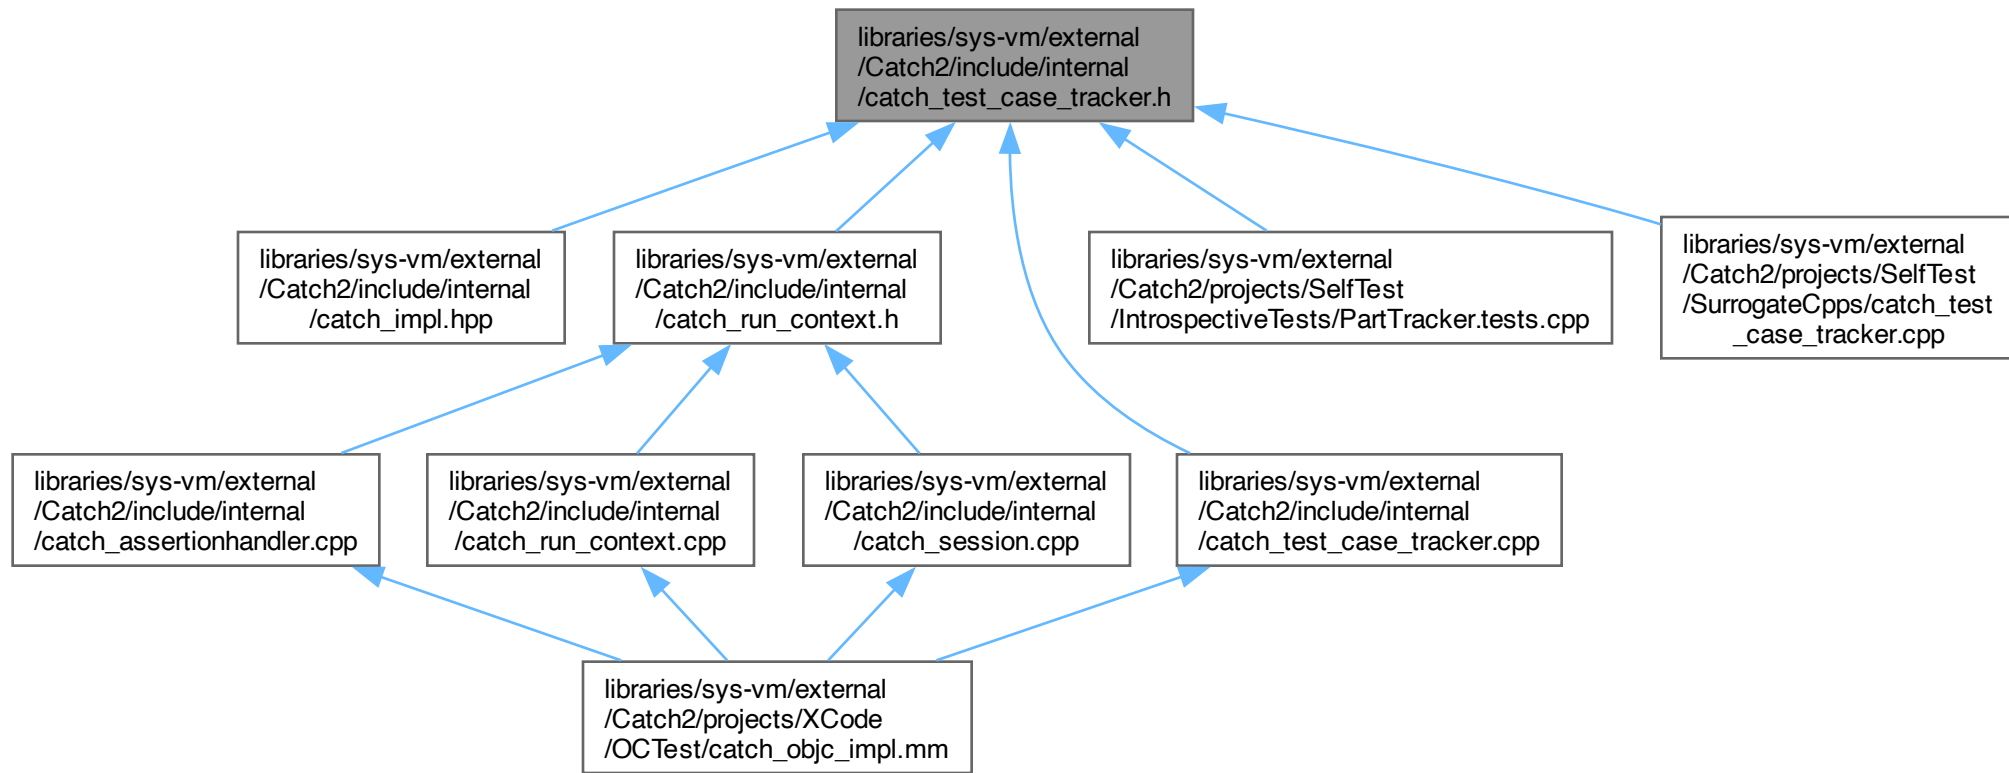 libraries/sys-vm/external
/Catch2/include/internal
/catch_test_case_tracker.h
libraries/sys-vm/external
/Catch2/include/internal
/catch_impl.hpp
libraries/sys-vm/external
/Catch2/include/internal
/catch_run_context.h
libraries/sys-vm/external
/Catch2/projects/SelfTest
/IntrospectiveTests/PartTracker.tests.cpp
libraries/sys-vm/external
/Catch2/projects/SelfTest
/SurrogateCpps/catch_test
_case_tracker.cpp
libraries/sys-vm/external
/Catch2/include/internal
/catch_assertionhandler.cpp
libraries/sys-vm/external
/Catch2/include/internal
/catch_run_context.cpp
libraries/sys-vm/external
/Catch2/include/internal
/catch_session.cpp
libraries/sys-vm/external
/Catch2/include/internal
/catch_test_case_tracker.cpp
libraries/sys-vm/external
/Catch2/projects/XCode
/OCTest/catch_objc_impl.mm